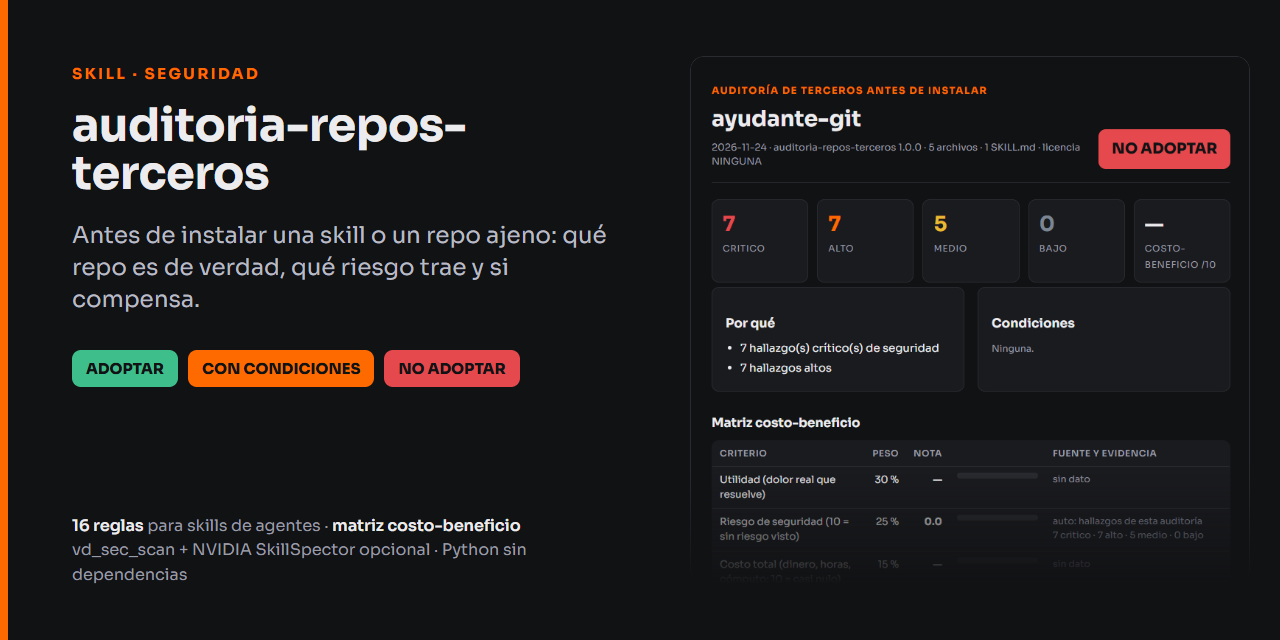 SKILL · SEGURIDAD
auditoria-repos-
terceros
Antes de instalar una skill o un repo ajeno: qué
repo es de verdad, qué riesgo trae y si
compensa.
ADOPTAR
CON CONDICIONES
NO ADOPTAR
16 reglas para skills de agentes · matriz costo-beneficio
vd_sec_scan + NVIDIA SkillSpector opcional · Python sin
dependencias
AUDITORÍA DE TERCEROS ANTES DE INSTALAR
ayudante-git
2026-11-24 · auditoria-repos-terceros 1.0.0 · 5 archivos · 1 SKILL.md · licencia
NINGUNA
NO ADOPTAR
7
CRITICO
7
ALTO
5
MEDIO
0
BAJO
—
COSTO-
BENEFICIO /10
Por qué
• 7 hallazgo(s) crítico(s) de seguridad
• 7 hallazgos altos
Condiciones
Ninguna.
Matriz costo-beneficio
CRITERIO PESO NOTA FUENTE Y EVIDENCIA
Utilidad (dolor real que 30 % — sin dato
resuelve)
Riesgo de seguridad (10 = 25 % 0.0 auto: hallazgos de esta auditoria
sin riesgo visto) 7 critico · 7 alto · 5 medio · 0 bajo
Costo total (dinero, horas, 15 % — sin dato
cómputo; 10 = casi nulo)